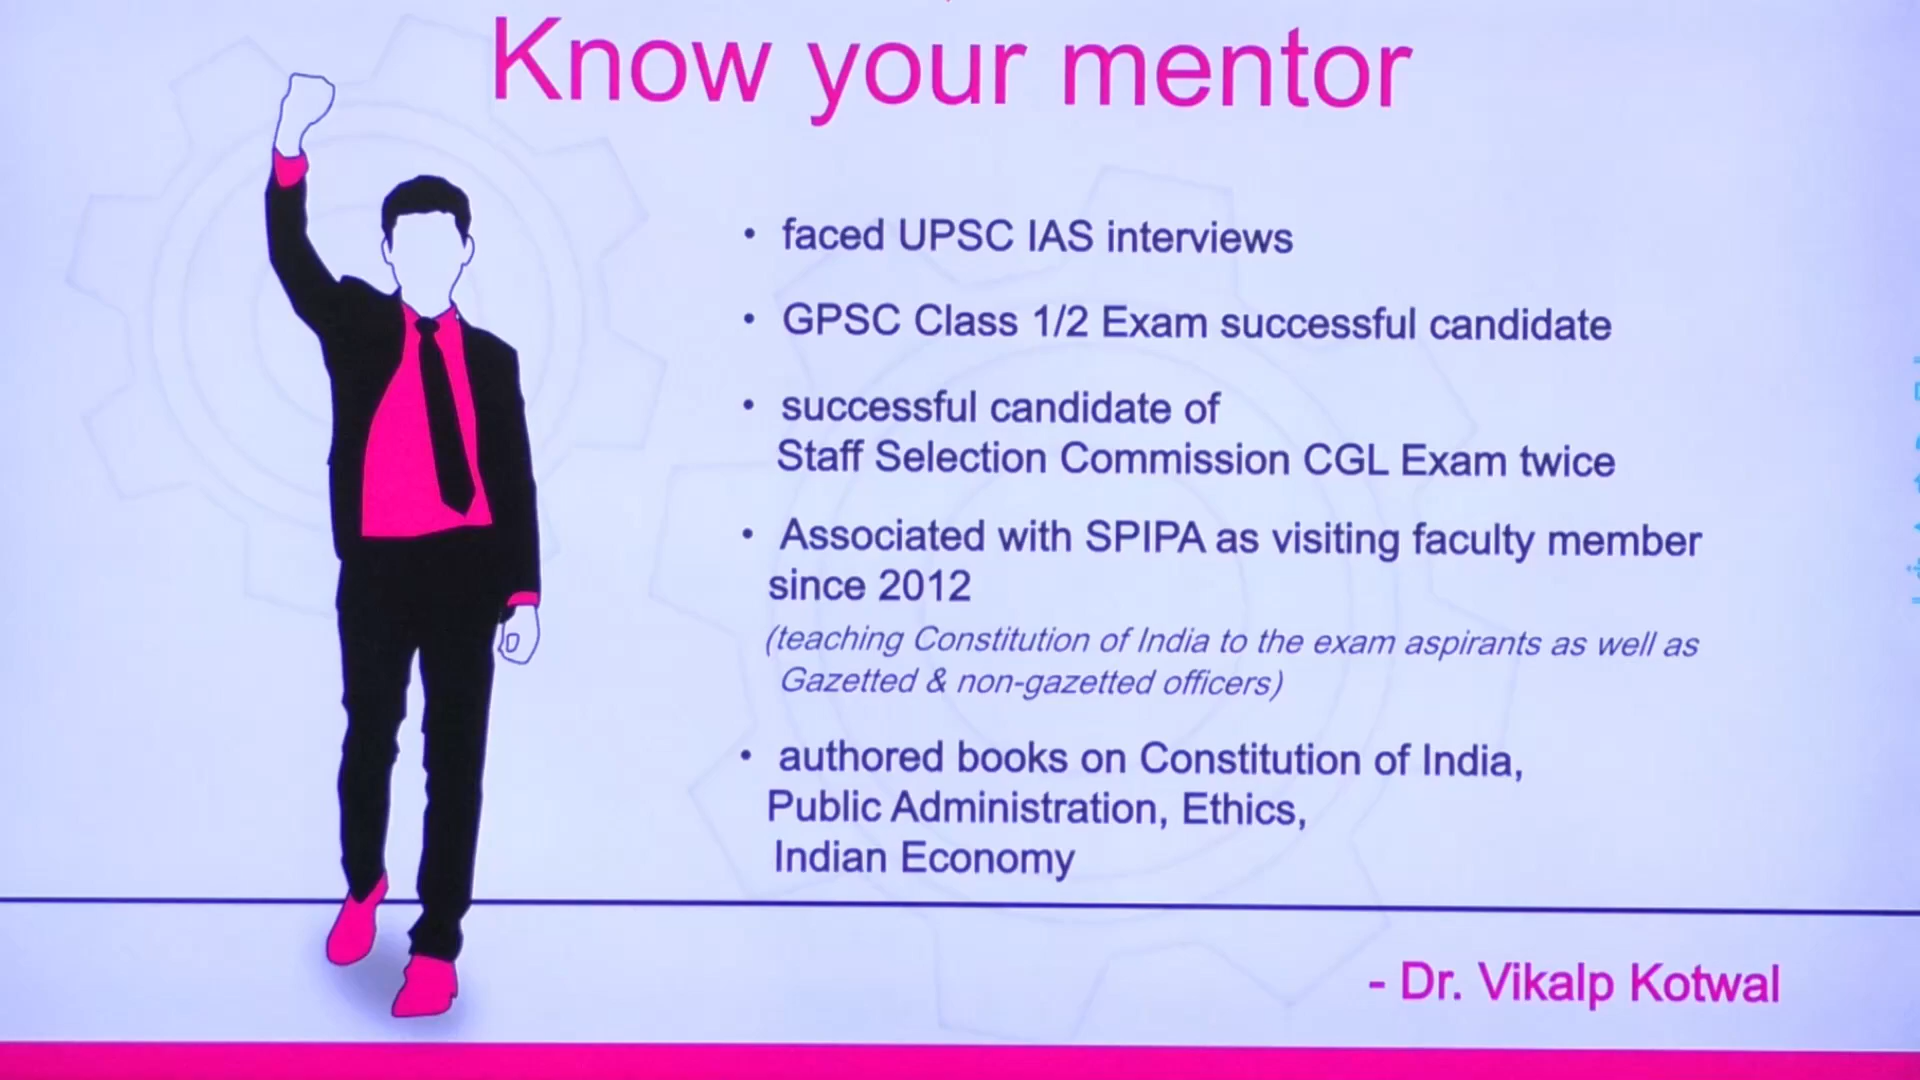 Know your mentor
• faced UPSC IAS interviews
• GPSC Class 1/2 Exam successful candidate
• successful candidate of
Staff Selection Commission CGL Exam twice
• Associated with SPIPA as visiting faculty member
since 2012
(teaching Constitution of India to the exam aspirants as well as
Gazetted & non-gazetted officers)
• authored books on Constitution of India,
Public Administration, Ethics,
Indian Economy
- Dr. Vikalp Kotwal